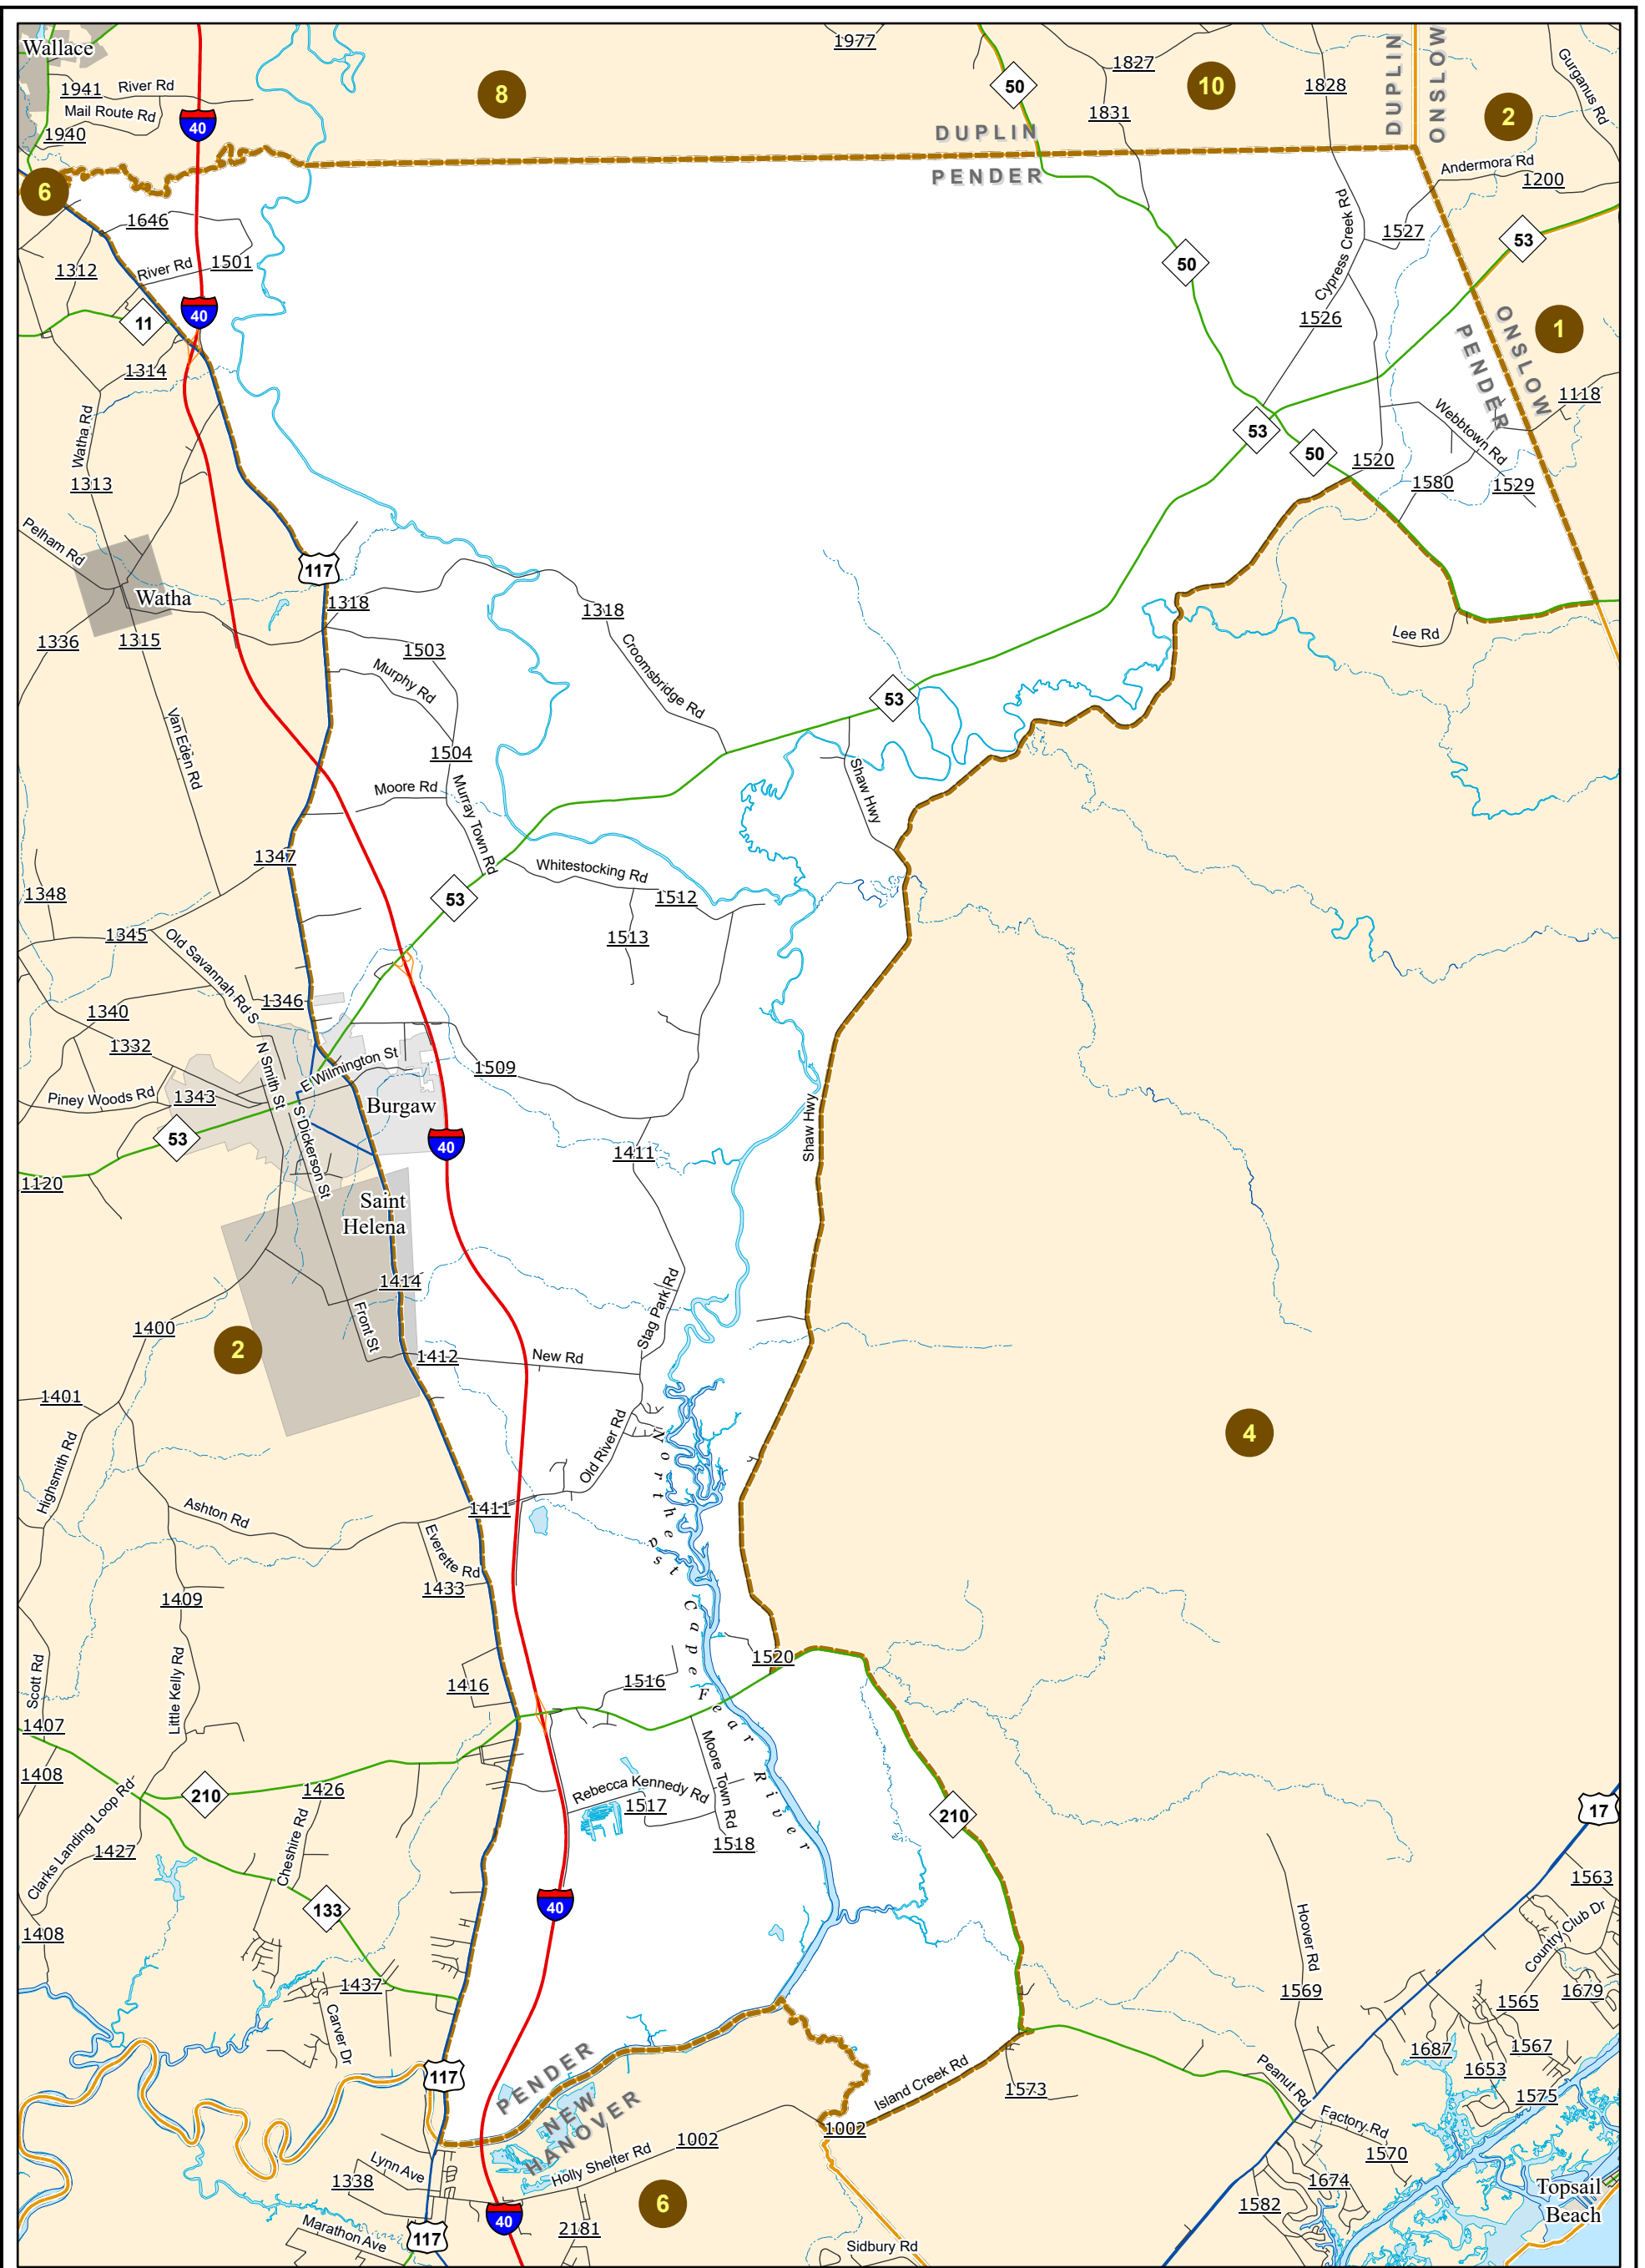 Wallace
1977
50
1827
10
1828
DUPLIN
ONSLOW
Gurganus Rd
1941
River Rd
8
Mail Route Rd
40
1940
1831
2
DUPLIN
PENDER
Andermora Rd
1200
6
1646
Cypress Creek Rd
1527
53
1312
River Rd
1501
50
40
11
1526
ONSLOW
PENDER
1
1314
1118
Watha Rd
Webbtown Rd
53
50
1520
1313
1580
1529
Pelham Rd
117
Watha
1318
1318
1336
1315
Lee Rd
1503
Croomsbridge Rd
Murphy Rd
53
Van Eden Rd
1504
Shaw Hwy
Moore Rd
Murray Town Rd
1347
Whitestocking Rd
1348
53
1512
1345
Old Savannah Rd S
1513
1346
1340
1332
N Smith St
E Wilmington St
1509
Piney Woods Rd
1343
Burgaw
S Dickerson St
Shaw Hwy
53
40
1411
1120
Saint
Helena
1414
Front St
Stag Park Rd
1400
2
1412
New Rd
1401
4
Old River Rd
Highsmith Rd
Northeast Cape Fear River
Ashton Rd
1411
Everette Rd
1433
1409
Scott Rd
Little Kelly Rd
1520
1416
1516
1407
Moore Town Rd
1408
210
1426
Rebecca Kennedy Rd
1517
210
17
Clarks Landing Loop Rd
Cheshire Rd
1427
1518
1563
133
40
Country Club Dr
1408
Hoover Rd
1437
1569
1679
1565
Carver Dr
1687
1567
1653
117
PENDER
NEW
HANOVER
Island Creek Rd
1573
Peanut Rd
1575
1002
1002
Factory Rd
1570
Lynn Ave
Holly Shelter Rd
1338
1674
Topsail
Beach
6
1582
40
Marathon Ave
117
2181
Sidbury Rd